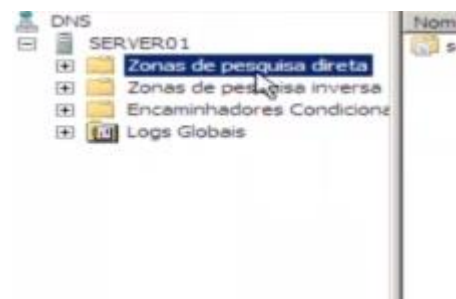 DNS
Nom
SERVER01
s
Zonas de pesquisa direta
Zonas de pesquisa inversa
Encaminhadores Condiciona
Logs Globais